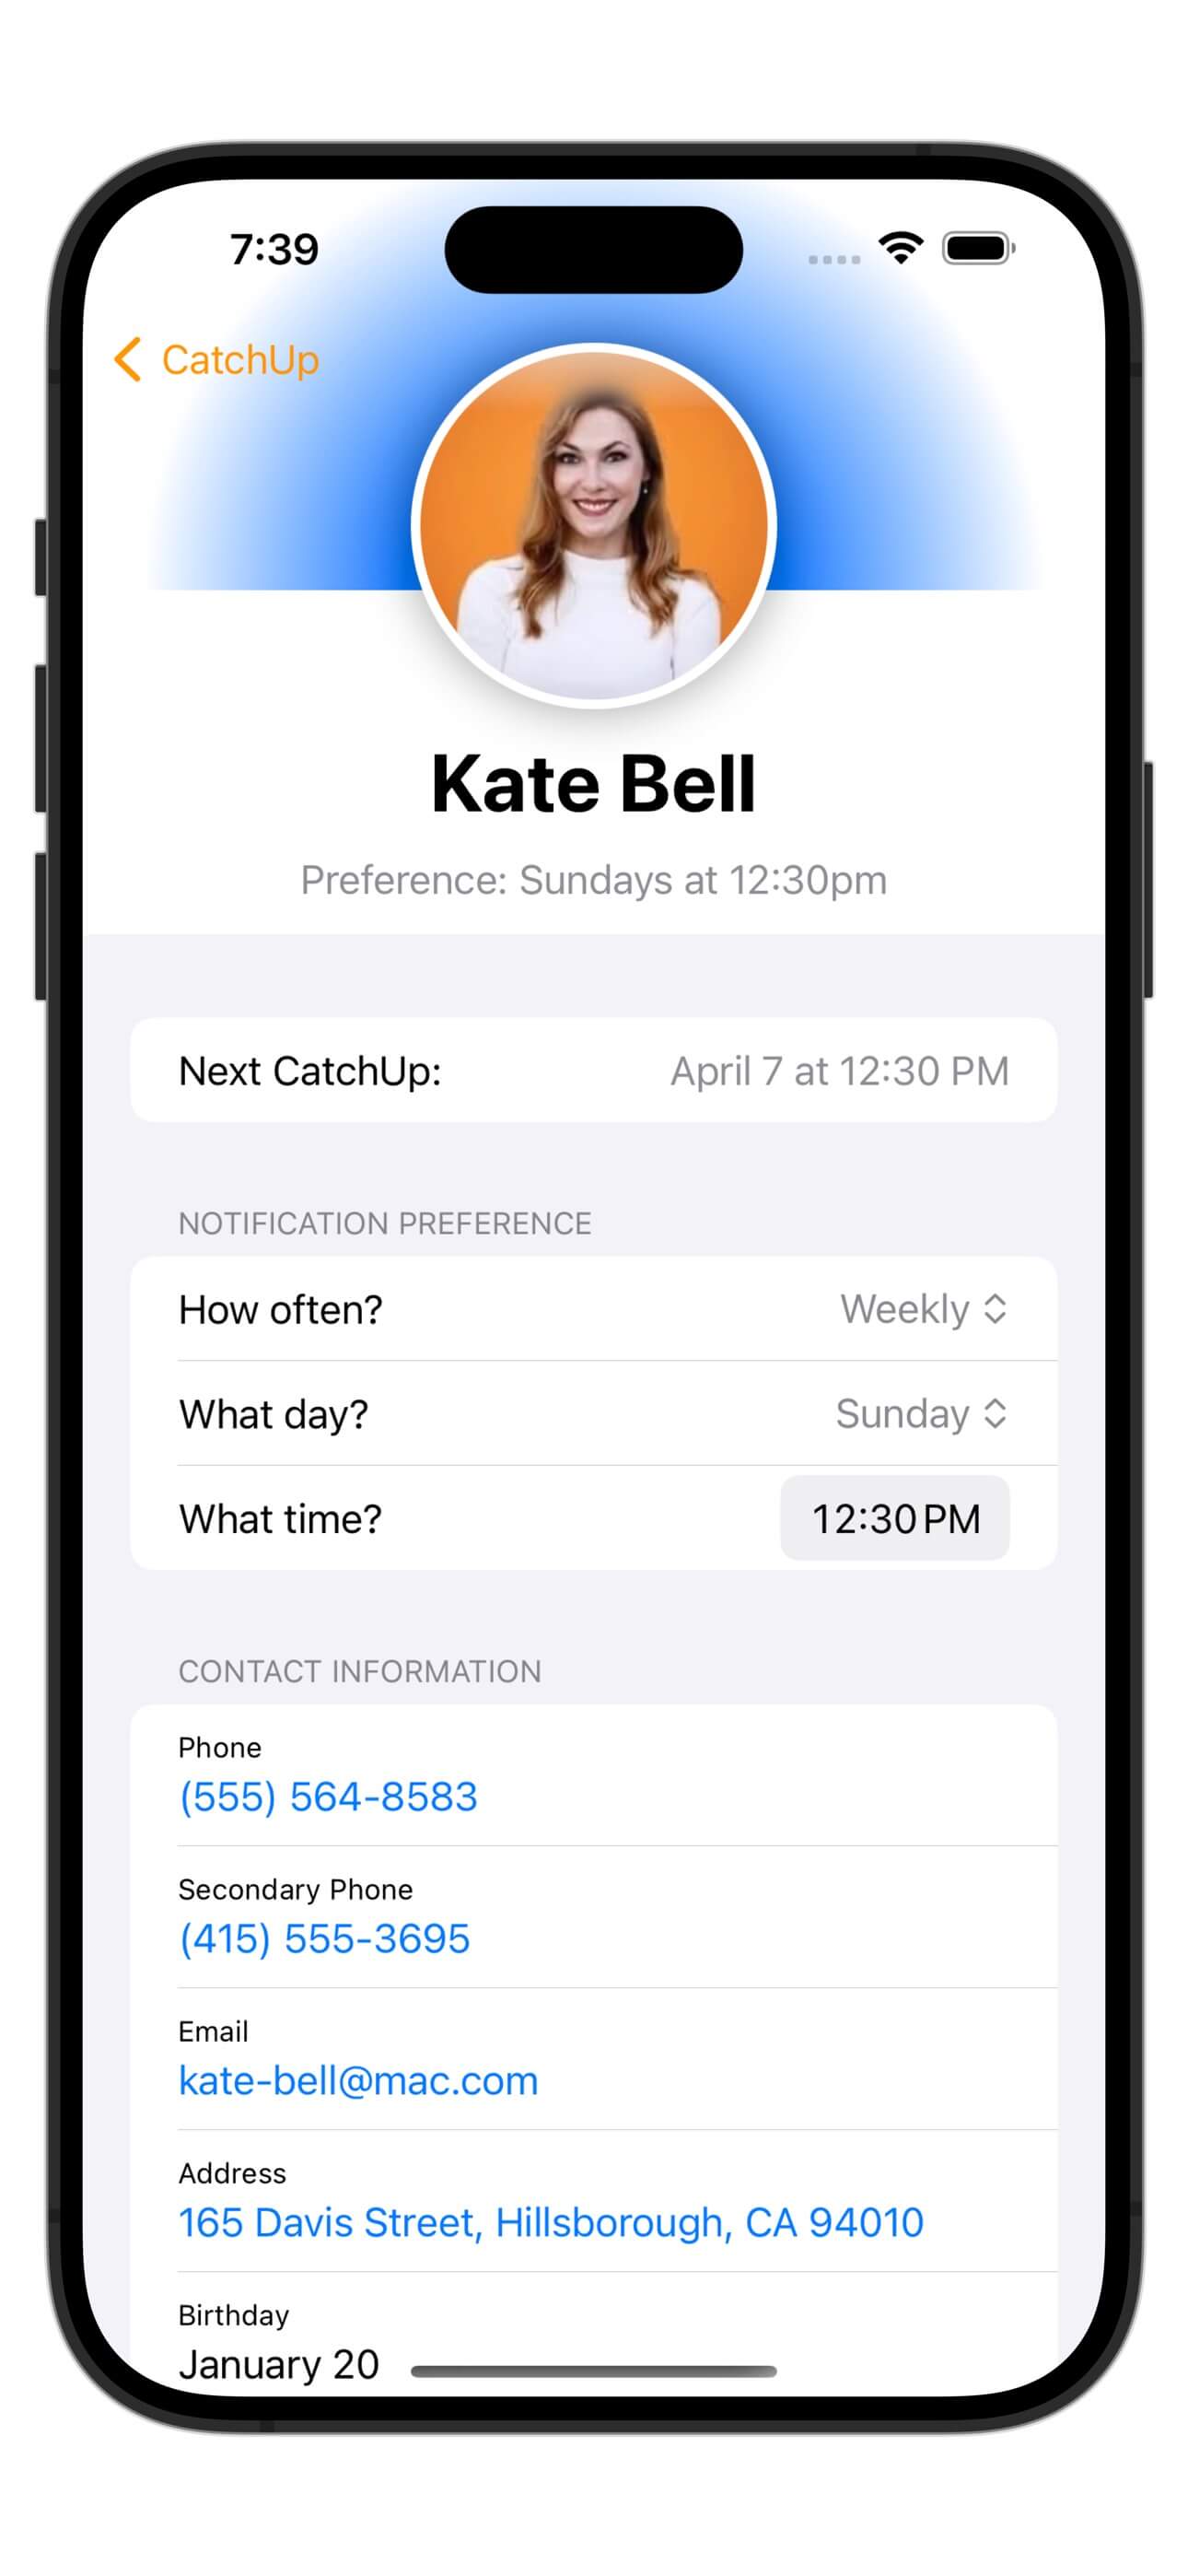 7:39
CatchUp
Kate Bell
Preference: Sundays at 12:30pm
Next CatchUp: April 7 at 12:30 PM
NOTIFICATION PREFERENCE
How often? Weekly
What day? Sunday
What time? 12:30 PM
CONTACT INFORMATION
Phone
(555) 564-8583
Secondary Phone
(415) 555-3695
Email
kate-bell@mac.com
Address
165 Davis Street, Hillsborough, CA 94010
Birthday
January 20